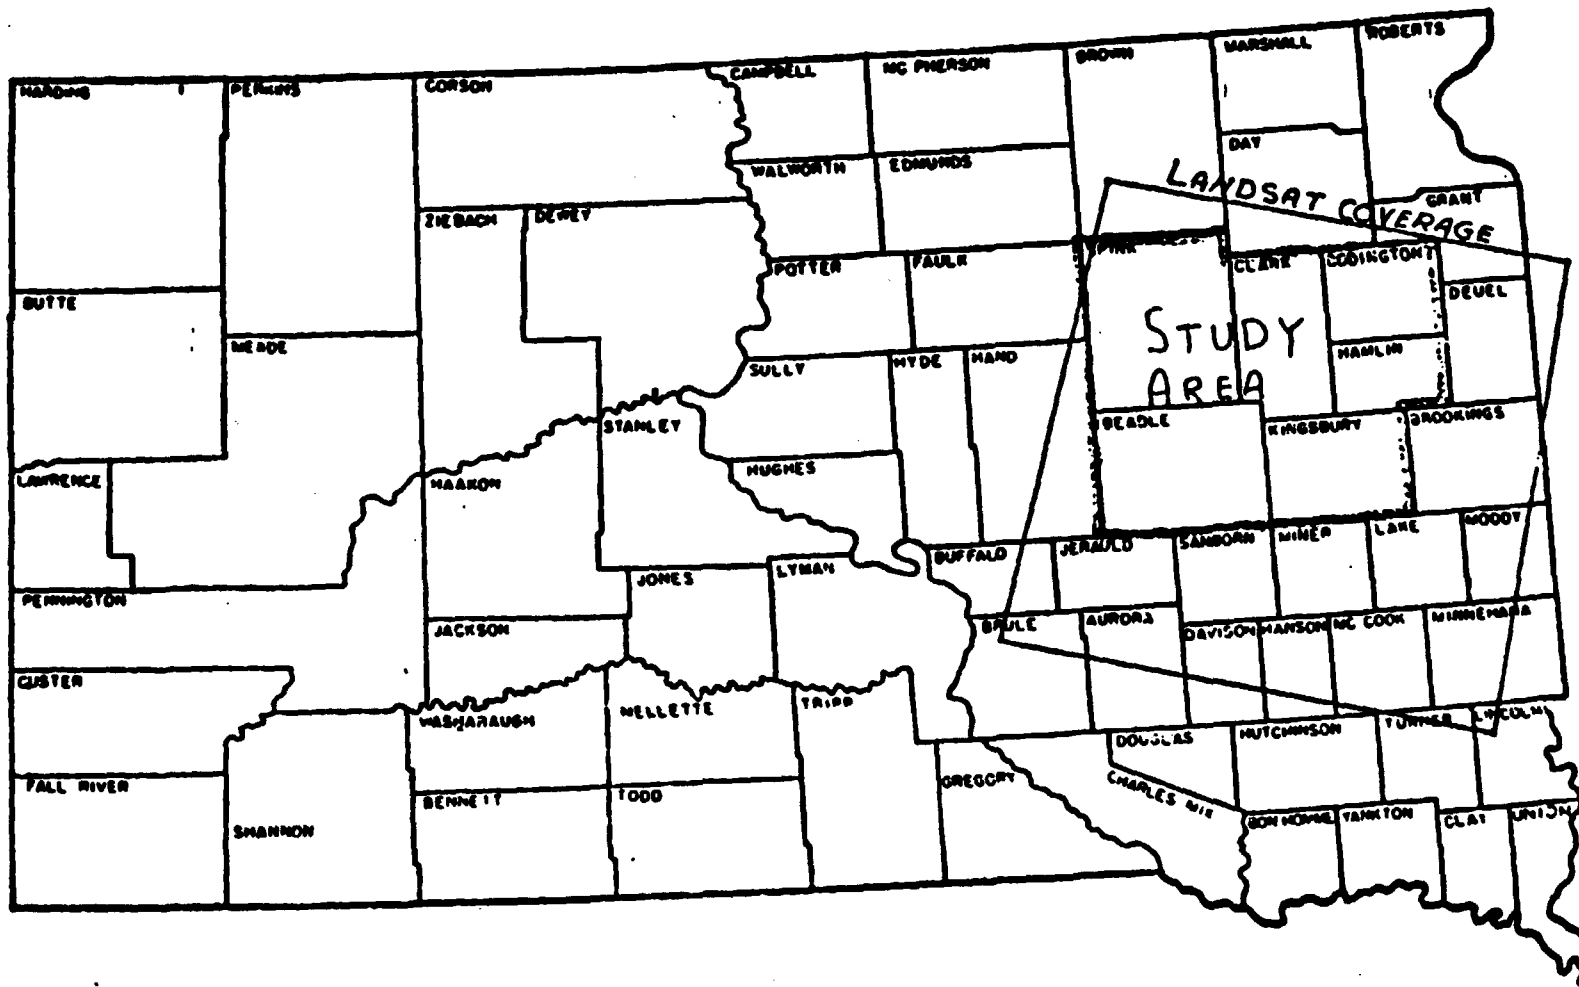 HARDING
PERKINS
CORSON
CAMPBELL
MC PHERSON
BROWN
MARSHALL
ROBERTS
DAY
WALWORTH
EDMUNDS
LANDSAT COVERAGE
GRANT
ZIEBACH
DEWEY
POTTER
FAULK
CLARK
CODINGTON
DEUEL
BUTTE
MEADE
STUDY
AREA
HAMLIN
SULLY
HYDE
HAND
STANLEY
BEADLE
KINGSBURY
BROOKINGS
LAWRENCE
HAAKON
HUGHES
BUFFALO
JERAULD
SANBORN
MINER
LAKE
MOODY
PENNINGTON
JONES
LYMAN
JACKSON
BRULE
AURORA
DAVISON
HANSON
MC COOK
MINNEHAHA
CUSTER
WASHABAUGH
MELLETTE
TRIPP
DOUGLAS
HUTCHINSON
TURNER
LINCOLN
FALL RIVER
SHANNON
BENNETT
TODD
GREGORY
CHARLES MIX
BON HOMME
YANKTON
CLAY
UNION